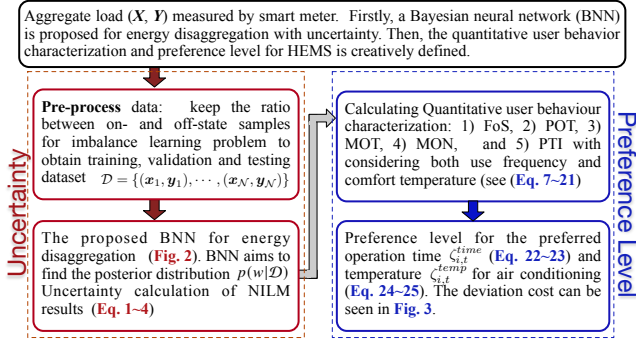 Aggregate load (X, Y) measured by smart meter. Firstly, a Bayesian neural network (BNN)
is proposed for energy disaggregation with uncertainty. Then, the quantitative user behavior
characterization and preference level for HEMS is creatively defined.
Uncertainty
Pre-process data: keep the ratio
between on- and off-state samples
for imbalance learning problem to
obtain training, validation and testing
dataset 𝒟 = {(x₁, y₁), ⋯, (x_𝒩, y_𝒩)}
The proposed BNN for energy
disaggregation (Fig. 2). BNN aims to
find the posterior distribution p(w|𝒟)
Uncertainty calculation of NILM
results (Eq. 1~4)
Calculating Quantitative user behaviour
characterization: 1) FoS, 2) POT, 3)
MOT, 4) MON, and 5) PTI with
considering both use frequency and
comfort temperature (see (Eq. 7~21)
Preference level for the preferred
operation time ζ_{i,t}^{time} (Eq. 22~23) and
temperature ζ_{i,t}^{temp} for air conditioning
(Eq. 24~25). The deviation cost can be
seen in Fig. 3.
Preference Level